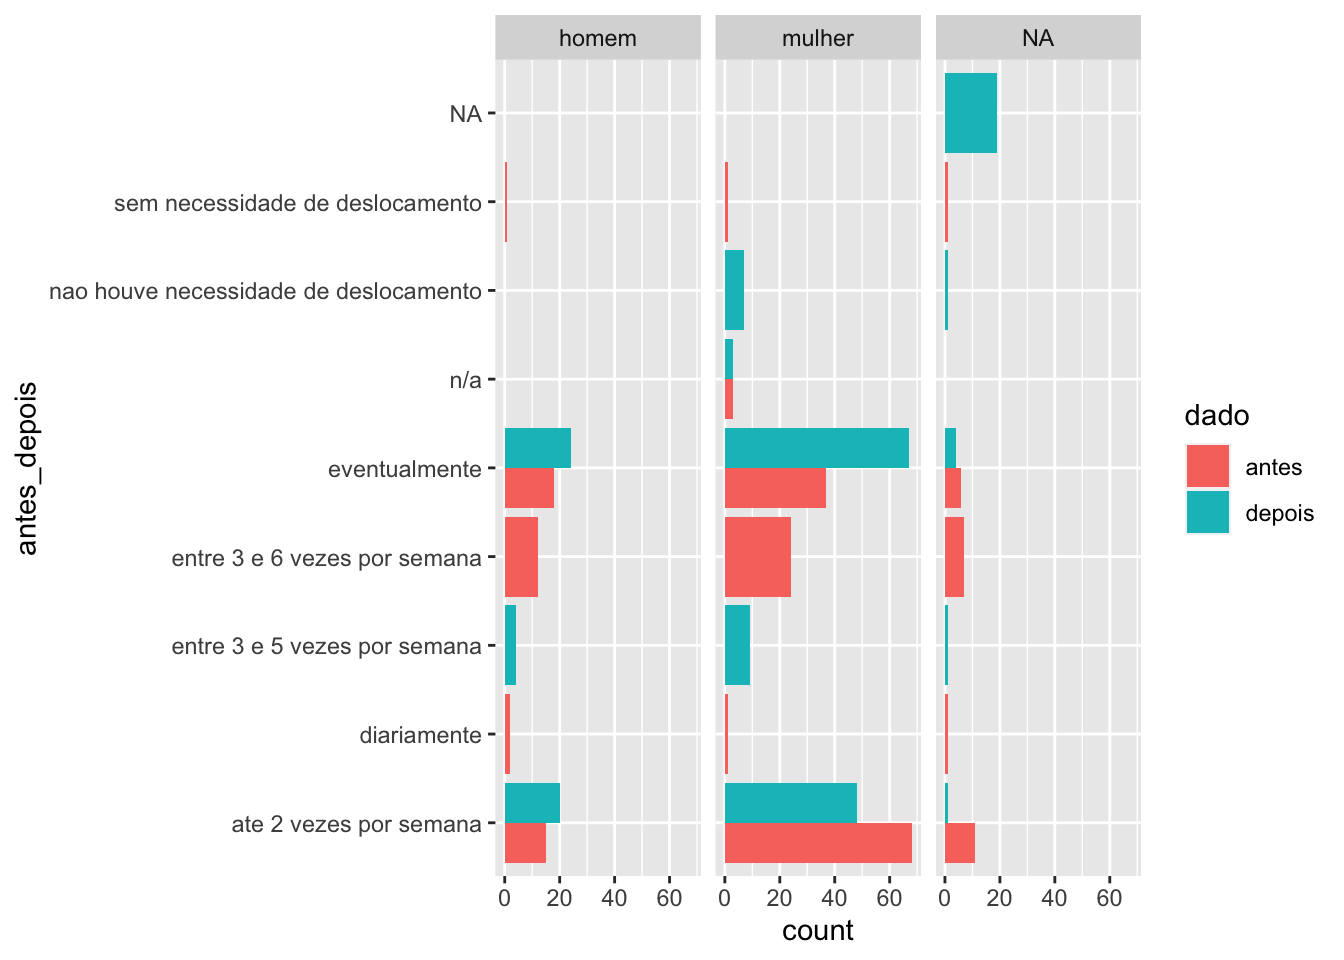 homem mulher NA
NA
sem necessidade de deslocamento
nao houve necessidade de deslocamento
n/a
eventualmente
entre 3 e 6 vezes por semana
entre 3 e 5 vezes por semana
diariamente
ate 2 vezes por semana
antes_depois
0 20 40 60 0 20 40 60 0 20 40 60
count
dado
antes
depois